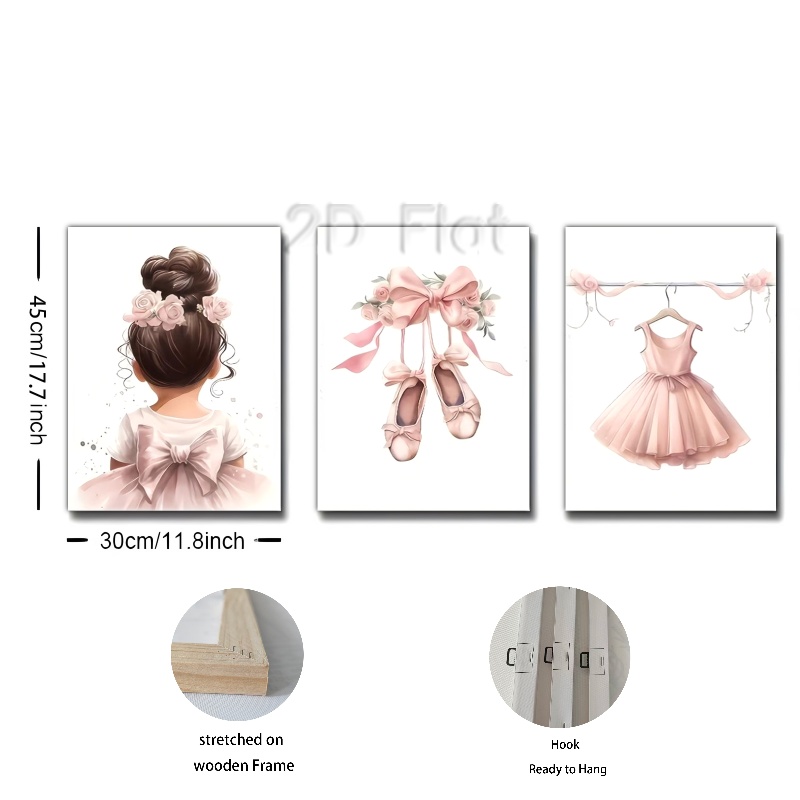 2D Flat
45cm/17.7inch
30cm/11.8inch
stretched on
wooden Frame
Hook
Ready to Hang